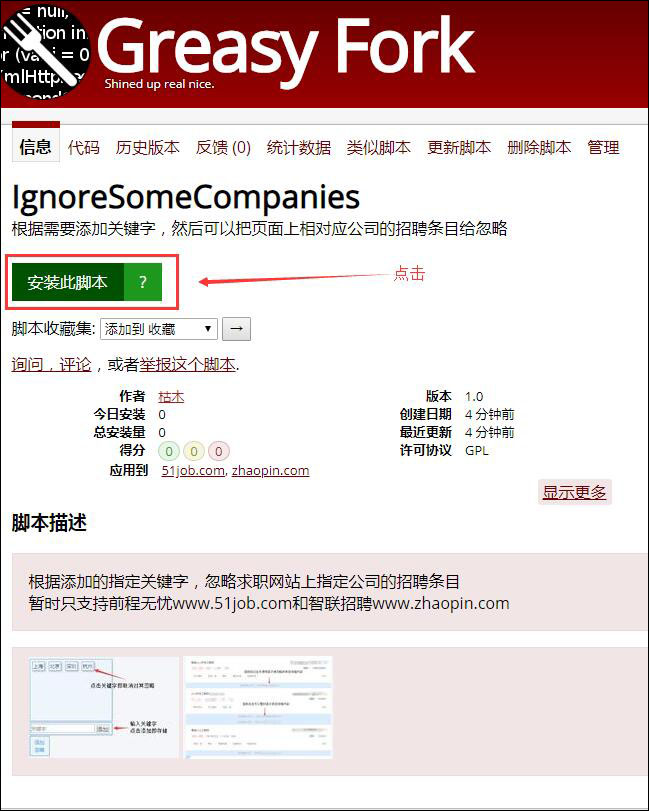 = null,
nction in
or (var i = 0
XmlHttp
Greasy Fork
Shined up real nice.
信息 代码 历史版本 反馈 (0) 统计数据 类似脚本 更新脚本 删除脚本 管理
IgnoreSomeCompanies
根据需要添加关键字，然后可以把页面上相对应公司的招聘条目给忽略
安装此脚本 ? 点击
脚本收藏集: 添加到 收藏 →
询问，评论，或者举报这个脚本.
作者 枯木 版本 1.0
今日安装 0 创建日期 4 分钟前
总安装量 0 最近更新 4 分钟前
得分 0 0 0 许可协议 GPL
应用到 51job.com, zhaopin.com
显示更多
脚本描述
根据添加的指定关键字，忽略求职网站上指定公司的招聘条目
暂时只支持前程无忧www.51job.com和智联招聘www.zhaopin.com
上海 北京 深圳 杭州
点击关键字即取消过滤忽略
输入关键字
点击添加即存储
关键字 添加
添加
忽略